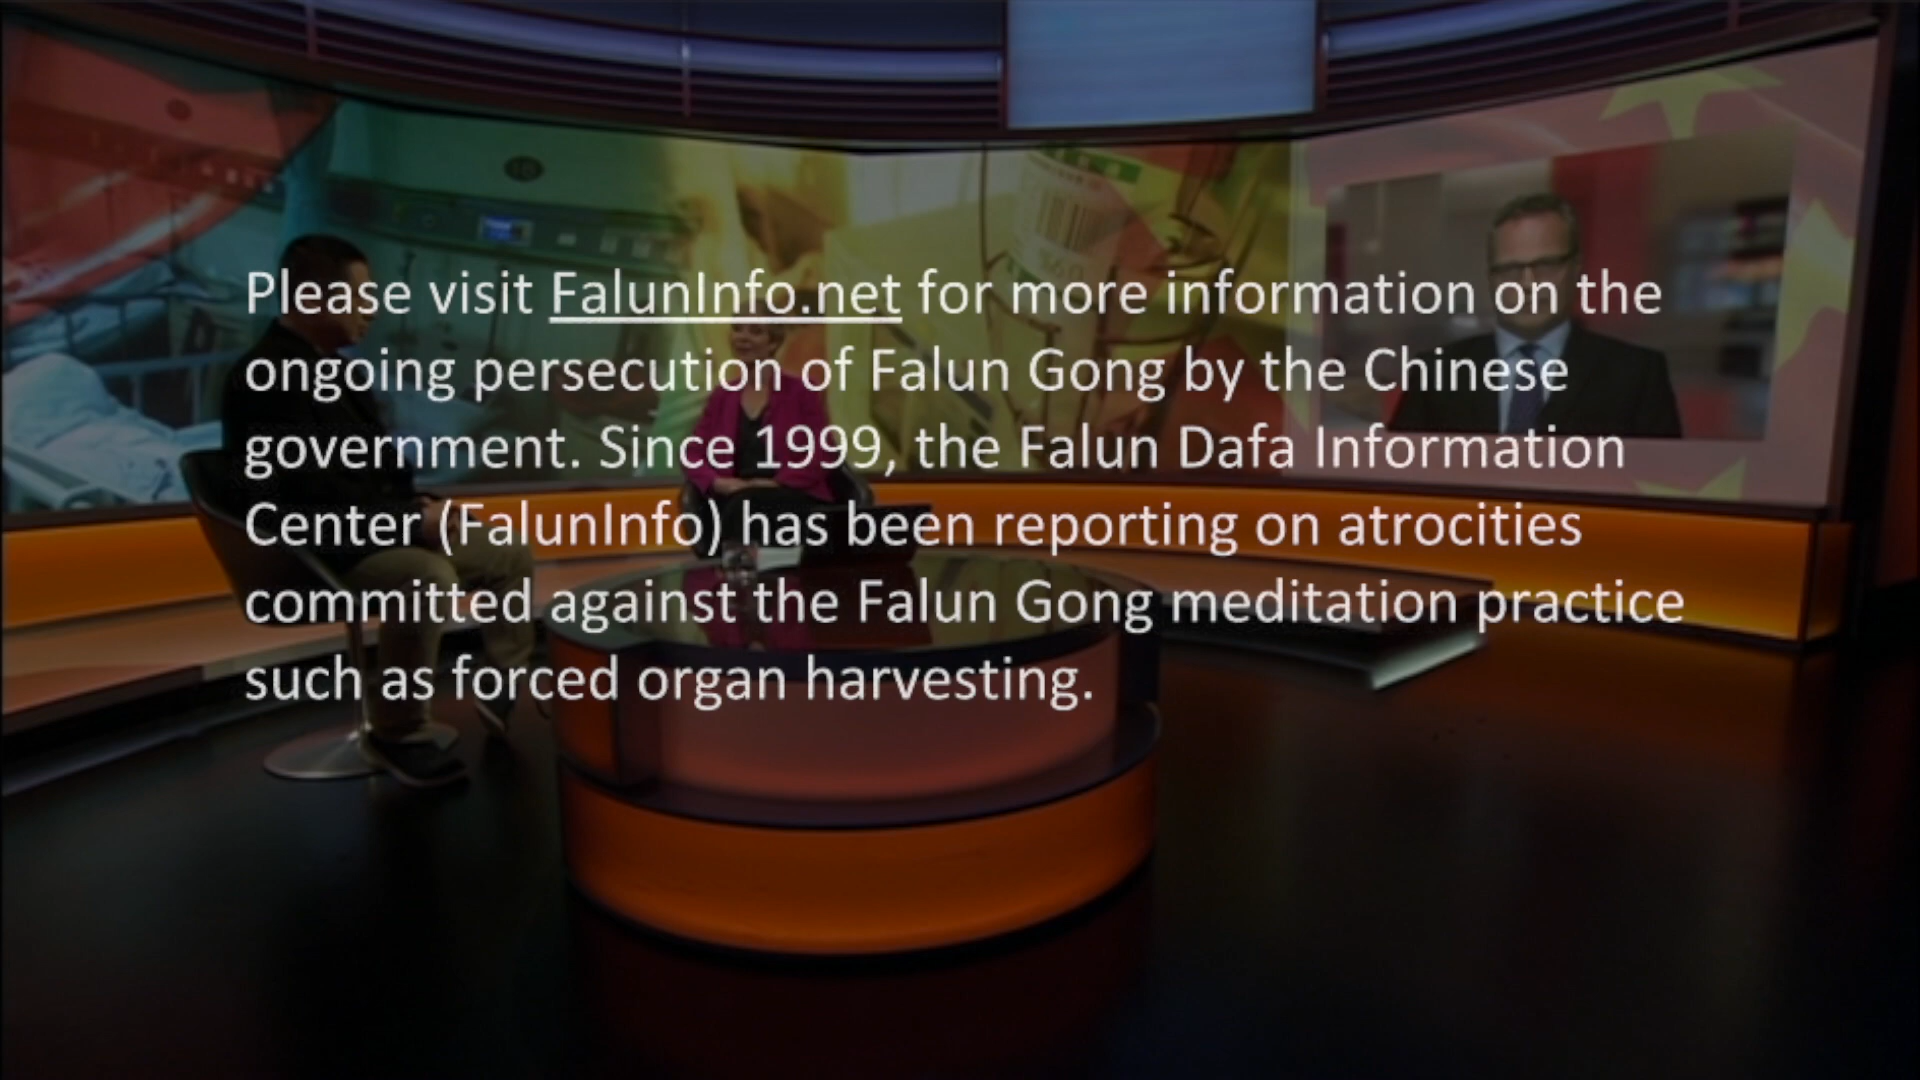 Please visit FalunInfo.net for more information on the
ongoing persecution of Falun Gong by the Chinese
government. Since 1999, the Falun Dafa Information
Center (FalunInfo) has been reporting on atrocities
committed against the Falun Gong meditation practice
such as forced organ harvesting.